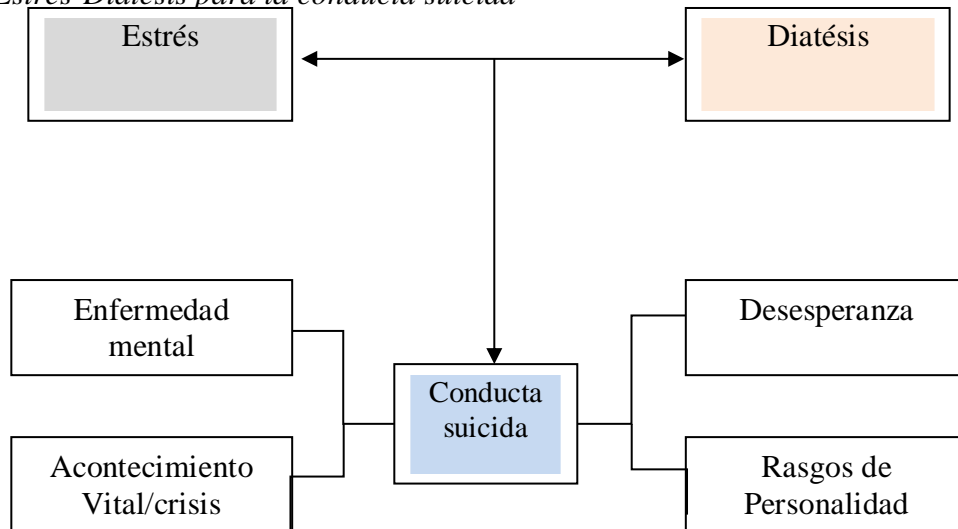 Estrés-Diátesis para la conducta suicida
Estrés
Diatésis
Enfermedad
mental
Desesperanza
Conducta
suicida
Acontecimiento
Vital/crisis
Rasgos de
Personalidad